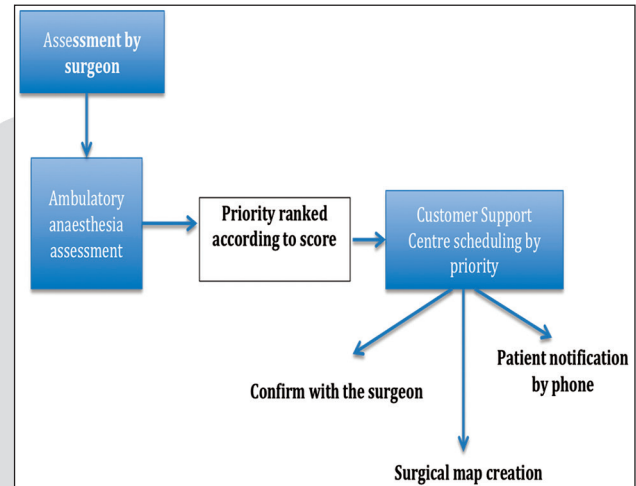 Assessment by
surgeon
Ambulatory
anaesthesia
assessment
Priority ranked
according to score
Customer Support
Centre scheduling by
priority
Confirm with the surgeon
Surgical map creation
Patient notification
by phone